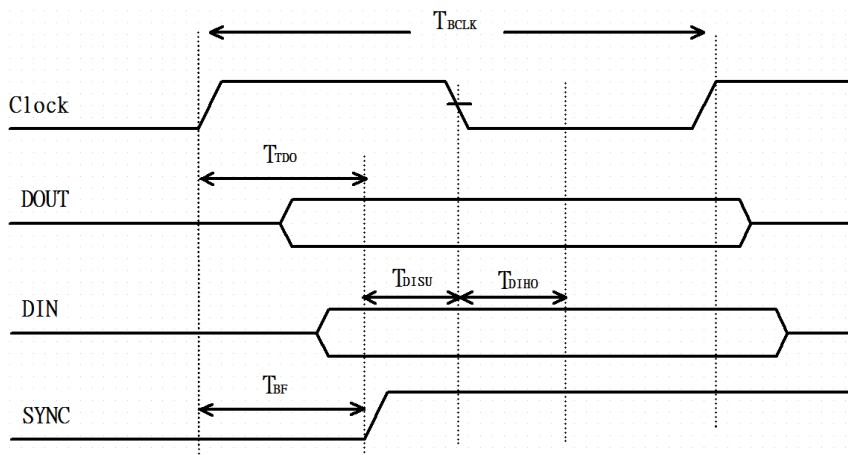 TBCLK
Clock
TTDO
DOUT
TDISU
TDIHO
DIN
TBF
SYNC